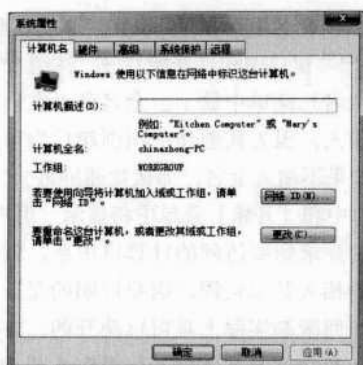 系统属性
计算机名 硬件 高级 系统保护 远程
Windows 使用以下信息在网络中标识这台计算机。
计算机描述(D):
例如: "Kitchen Computer" 或 "Mary's
Computer"。
计算机全名:
chinazhong-PC
工作组:
WORKGROUP
若要使用向导将计算机加入域或工作组，请单
击"网络 ID"。
网络 ID(N)...
要重命名这台计算机，或者更改其域或工作组，
请单击"更改"。
更改(C)...
确定 取消 应用(A)